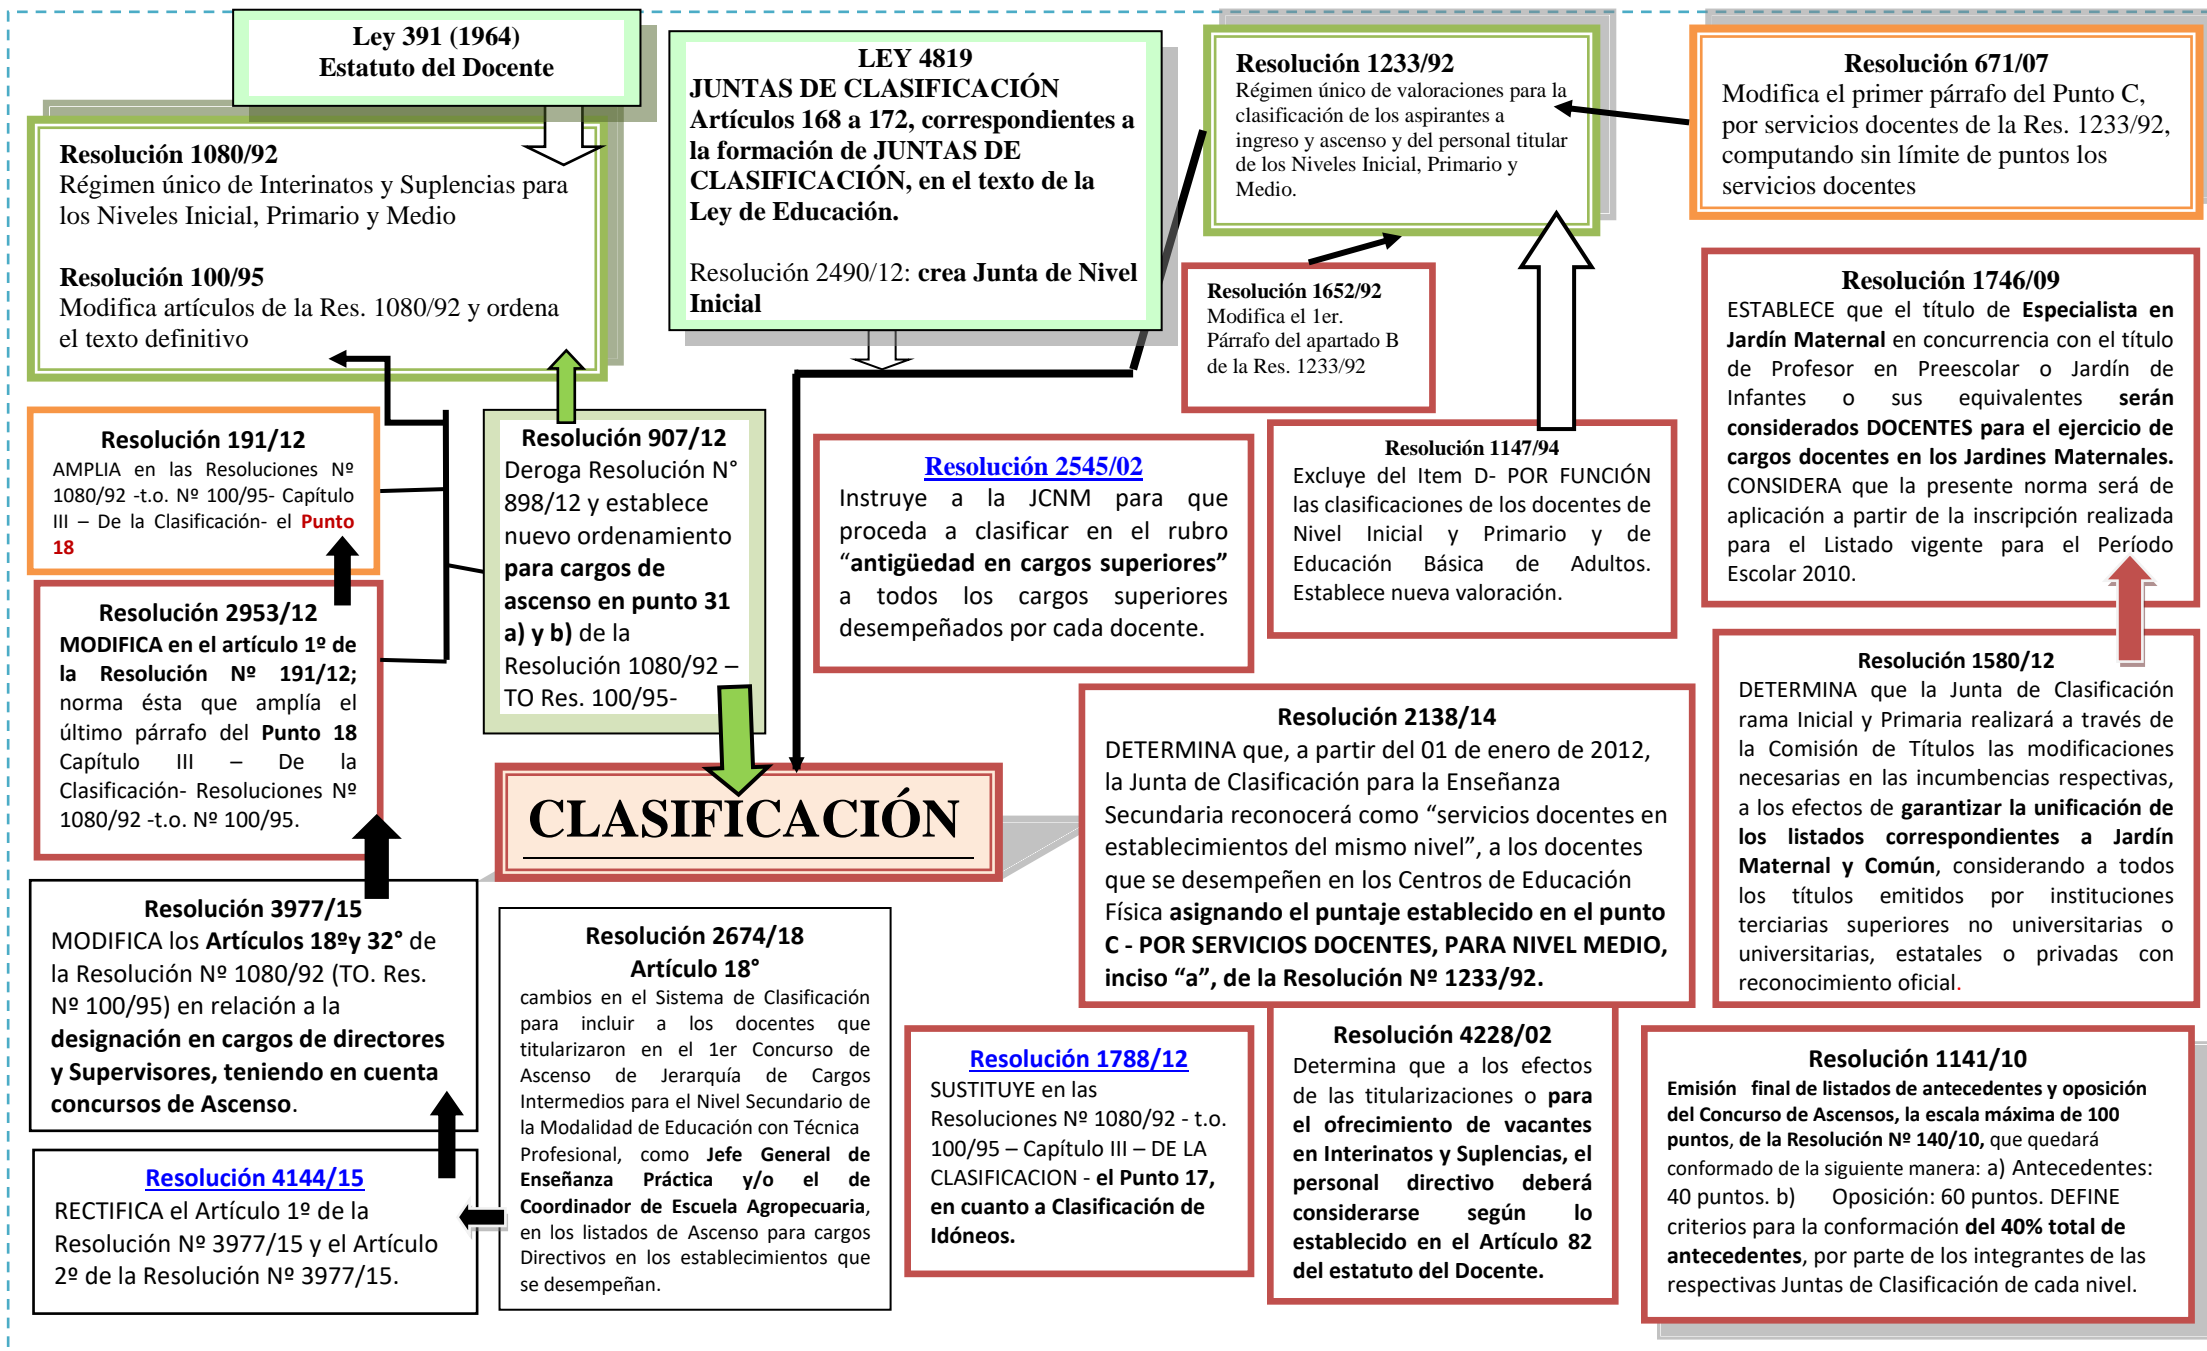 Ley 391 (1964)
Estatuto del Docente
Resolución 1080/92
Régimen único de Interinatos y Suplencias para
los Niveles Inicial, Primario y Medio
Resolución 100/95
Modifica artículos de la Res. 1080/92 y ordena
el texto definitivo
LEY 4819
JUNTAS DE CLASIFICACIÓN
Artículos 168 a 172, correspondientes a
la formación de JUNTAS DE
CLASIFICACIÓN, en el texto de la
Ley de Educación.
Resolución 2490/12: crea Junta de Nivel
Inicial
Resolución 1233/92
Régimen único de valoraciones para la
clasificación de los aspirantes a
ingreso y ascenso y del personal titular
de los Niveles Inicial, Primario y
Medio.
Resolución 671/07
Modifica el primer párrafo del Punto C,
por servicios docentes de la Res. 1233/92,
computando sin límite de puntos los
servicios docentes
Resolución 1652/92
Modifica el 1er.
Párrafo del apartado B
de la Res. 1233/92
Resolución 1746/09
ESTABLECE que el título de Especialista en
Jardín Maternal en concurrencia con el título
de Profesor en Preescolar o Jardín de
Infantes o sus equivalentes serán
considerados DOCENTES para el ejercicio de
cargos docentes en los Jardines Maternales.
CONSIDERA que la presente norma será de
aplicación a partir de la inscripción realizada
para el Listado vigente para el Período
Escolar 2010.
Resolución 191/12
AMPLIA en las Resoluciones Nº
1080/92 -t.o. Nº 100/95- Capítulo
III – De la Clasificación- el Punto
18
Resolución 907/12
Deroga Resolución N°
898/12 y establece
nuevo ordenamiento
para cargos de
ascenso en punto 31
a) y b) de la
Resolución 1080/92 –
TO Res. 100/95-
Resolución 2545/02
Instruye a la JCNM para que
proceda a clasificar en el rubro
“antigüedad en cargos superiores”
a todos los cargos superiores
desempeñados por cada docente.
Resolución 1147/94
Excluye del Item D- POR FUNCIÓN
las clasificaciones de los docentes de
Nivel Inicial y Primario y de
Educación Básica de Adultos.
Establece nueva valoración.
Resolución 2953/12
MODIFICA en el artículo 1º de
la Resolución Nº 191/12;
norma ésta que amplía el
último párrafo del Punto 18
Capítulo III – De la
Clasificación- Resoluciones Nº
1080/92 -t.o. Nº 100/95.
Resolución 1580/12
DETERMINA que la Junta de Clasificación
rama Inicial y Primaria realizará a través de
la Comisión de Títulos las modificaciones
necesarias en las incumbencias respectivas,
a los efectos de garantizar la unificación de
los listados correspondientes a Jardín
Maternal y Común, considerando a todos
los títulos emitidos por instituciones
terciarias superiores no universitarias o
universitarias, estatales o privadas con
reconocimiento oficial.
CLASIFICACIÓN
Resolución 2138/14
DETERMINA que, a partir del 01 de enero de 2012,
la Junta de Clasificación para la Enseñanza
Secundaria reconocerá como “servicios docentes en
establecimientos del mismo nivel”, a los docentes
que se desempeñen en los Centros de Educación
Física asignando el puntaje establecido en el punto
C - POR SERVICIOS DOCENTES, PARA NIVEL MEDIO,
inciso “a”, de la Resolución Nº 1233/92.
Resolución 3977/15
MODIFICA los Artículos 18ºy 32° de
la Resolución Nº 1080/92 (TO. Res.
Nº 100/95) en relación a la
designación en cargos de directores
y Supervisores, teniendo en cuenta
concursos de Ascenso.
Resolución 2674/18
Artículo 18°
cambios en el Sistema de Clasificación
para incluir a los docentes que
titularizaron en el 1er Concurso de
Ascenso de Jerarquía de Cargos
Intermedios para el Nivel Secundario de
la Modalidad de Educación con Técnica
Profesional, como Jefe General de
Enseñanza Práctica y/o el de
Coordinador de Escuela Agropecuaria,
en los listados de Ascenso para cargos
Directivos en los establecimientos que
se desempeñan.
Resolución 4144/15
RECTIFICA el Artículo 1º de la
Resolución Nº 3977/15 y el Artículo
2º de la Resolución Nº 3977/15.
Resolución 1788/12
SUSTITUYE en las
Resoluciones Nº 1080/92 - t.o.
100/95 – Capítulo III – DE LA
CLASIFICACION - el Punto 17,
en cuanto a Clasificación de
Idóneos.
Resolución 4228/02
Determina que a los efectos
de las titularizaciones o para
el ofrecimiento de vacantes
en Interinatos y Suplencias, el
personal directivo deberá
considerarse según lo
establecido en el Artículo 82
del estatuto del Docente.
Resolución 1141/10
Emisión final de listados de antecedentes y oposición
del Concurso de Ascensos, la escala máxima de 100
puntos, de la Resolución Nº 140/10, que quedará
conformado de la siguiente manera: a) Antecedentes:
40 puntos. b) Oposición: 60 puntos. DEFINE
criterios para la conformación del 40% total de
antecedentes, por parte de los integrantes de las
respectivas Juntas de Clasificación de cada nivel.